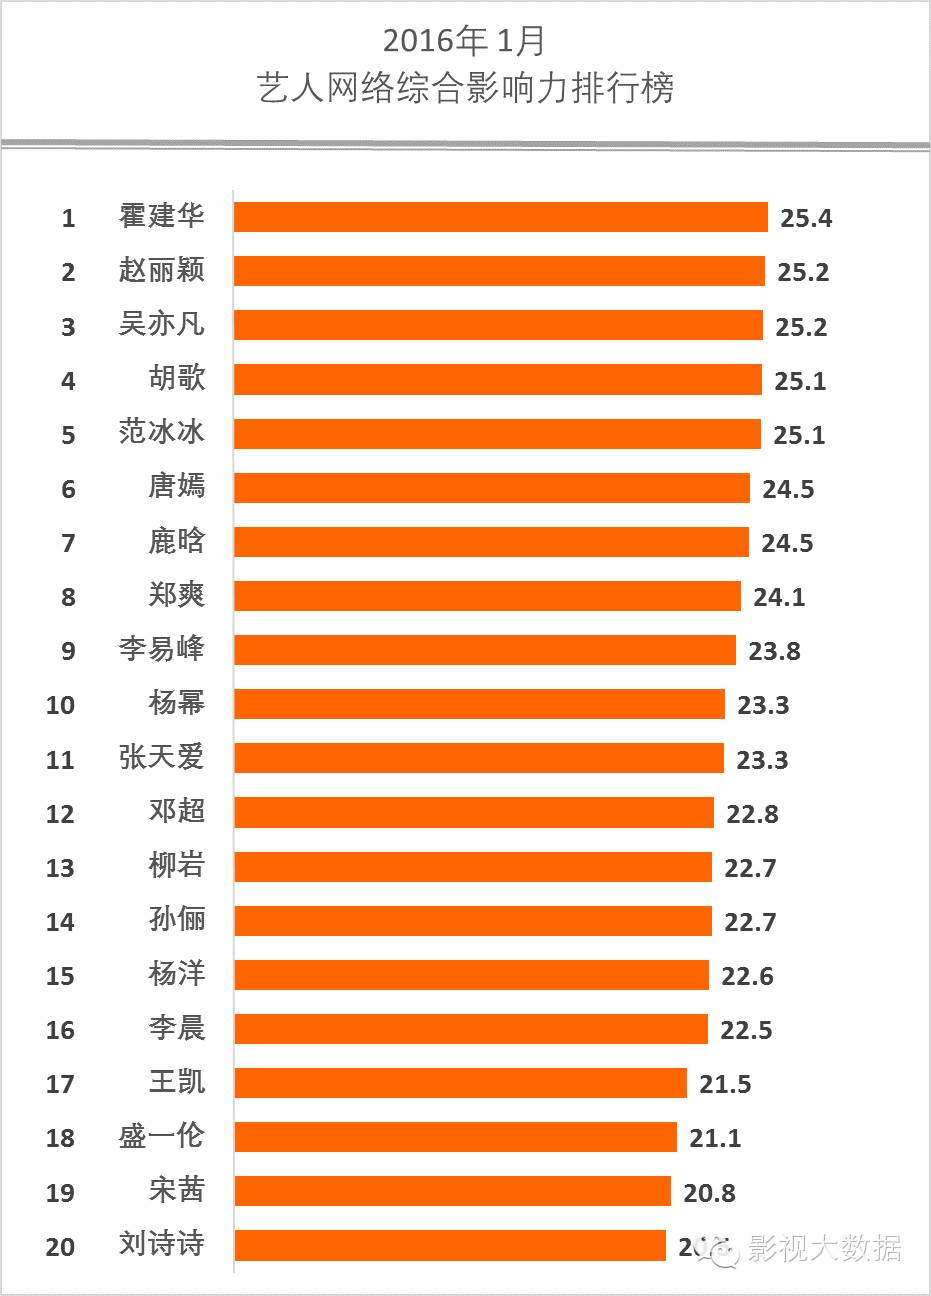 2016年1月
艺人网络综合影响力排行榜
1 霍建华 25.4
2 赵丽颖 25.2
3 吴亦凡 25.2
4 胡歌 25.1
5 范冰冰 25.1
6 唐嫣 24.5
7 鹿晗 24.5
8 郑爽 24.1
9 李易峰 23.8
10 杨幂 23.3
11 张天爱 23.3
12 邓超 22.8
13 柳岩 22.7
14 孙俪 22.7
15 杨洋 22.6
16 李晨 22.5
17 王凯 21.5
18 盛一伦 21.1
19 宋茜 20.8
20 刘诗诗
影视大数据